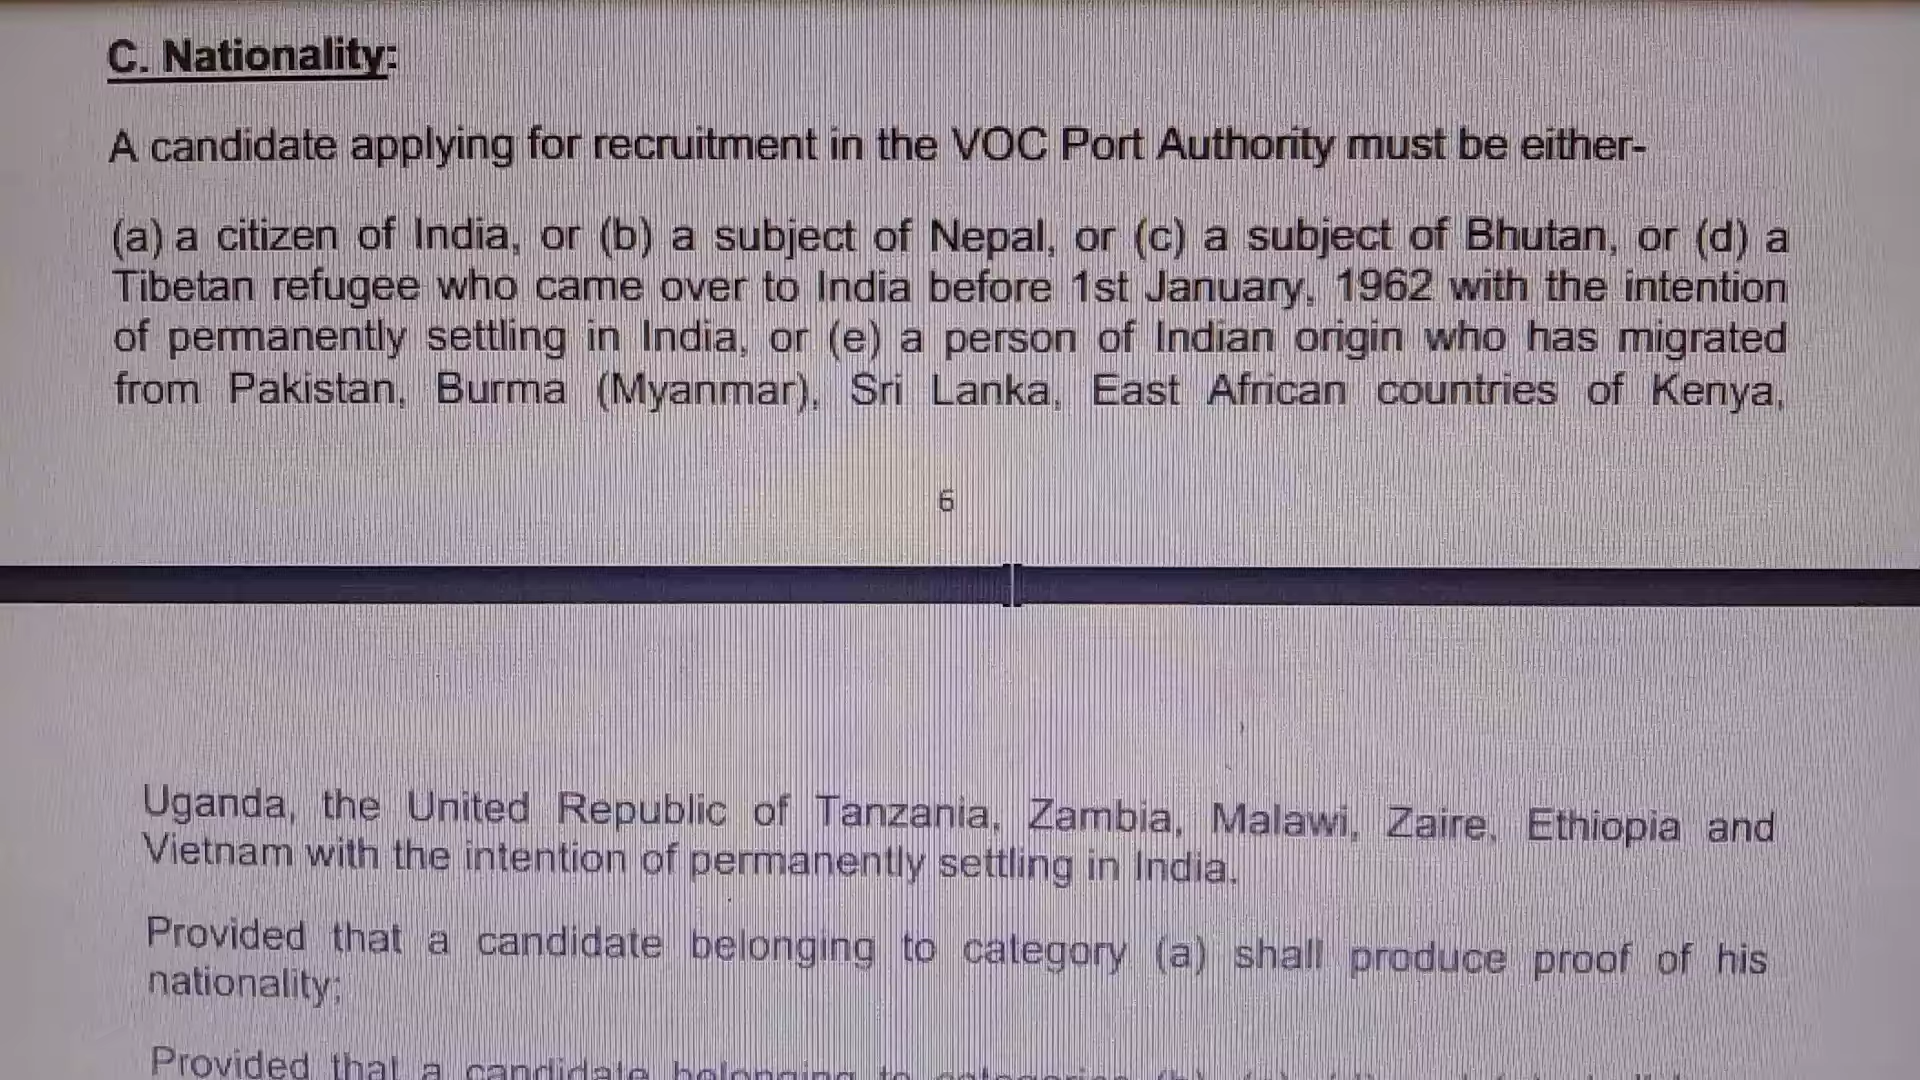 C. Nationality:
A candidate applying for recruitment in the VOC Port Authority must be either-
(a) a citizen of India, or (b) a subject of Nepal, or (c) a subject of Bhutan, or (d) a
Tibetan refugee who came over to India before 1st January, 1962 with the intention
of permanently settling in India, or (e) a person of Indian origin who has migrated
from Pakistan, Burma (Myanmar), Sri Lanka, East African countries of Kenya,
6
Uganda, the United Republic of Tanzania, Zambia, Malawi, Zaire, Ethiopia and
Vietnam with the intention of permanently settling in India.
Provided that a candidate belonging to category (a) shall produce proof of his
nationality;
Provided that a candidate belonging to categories